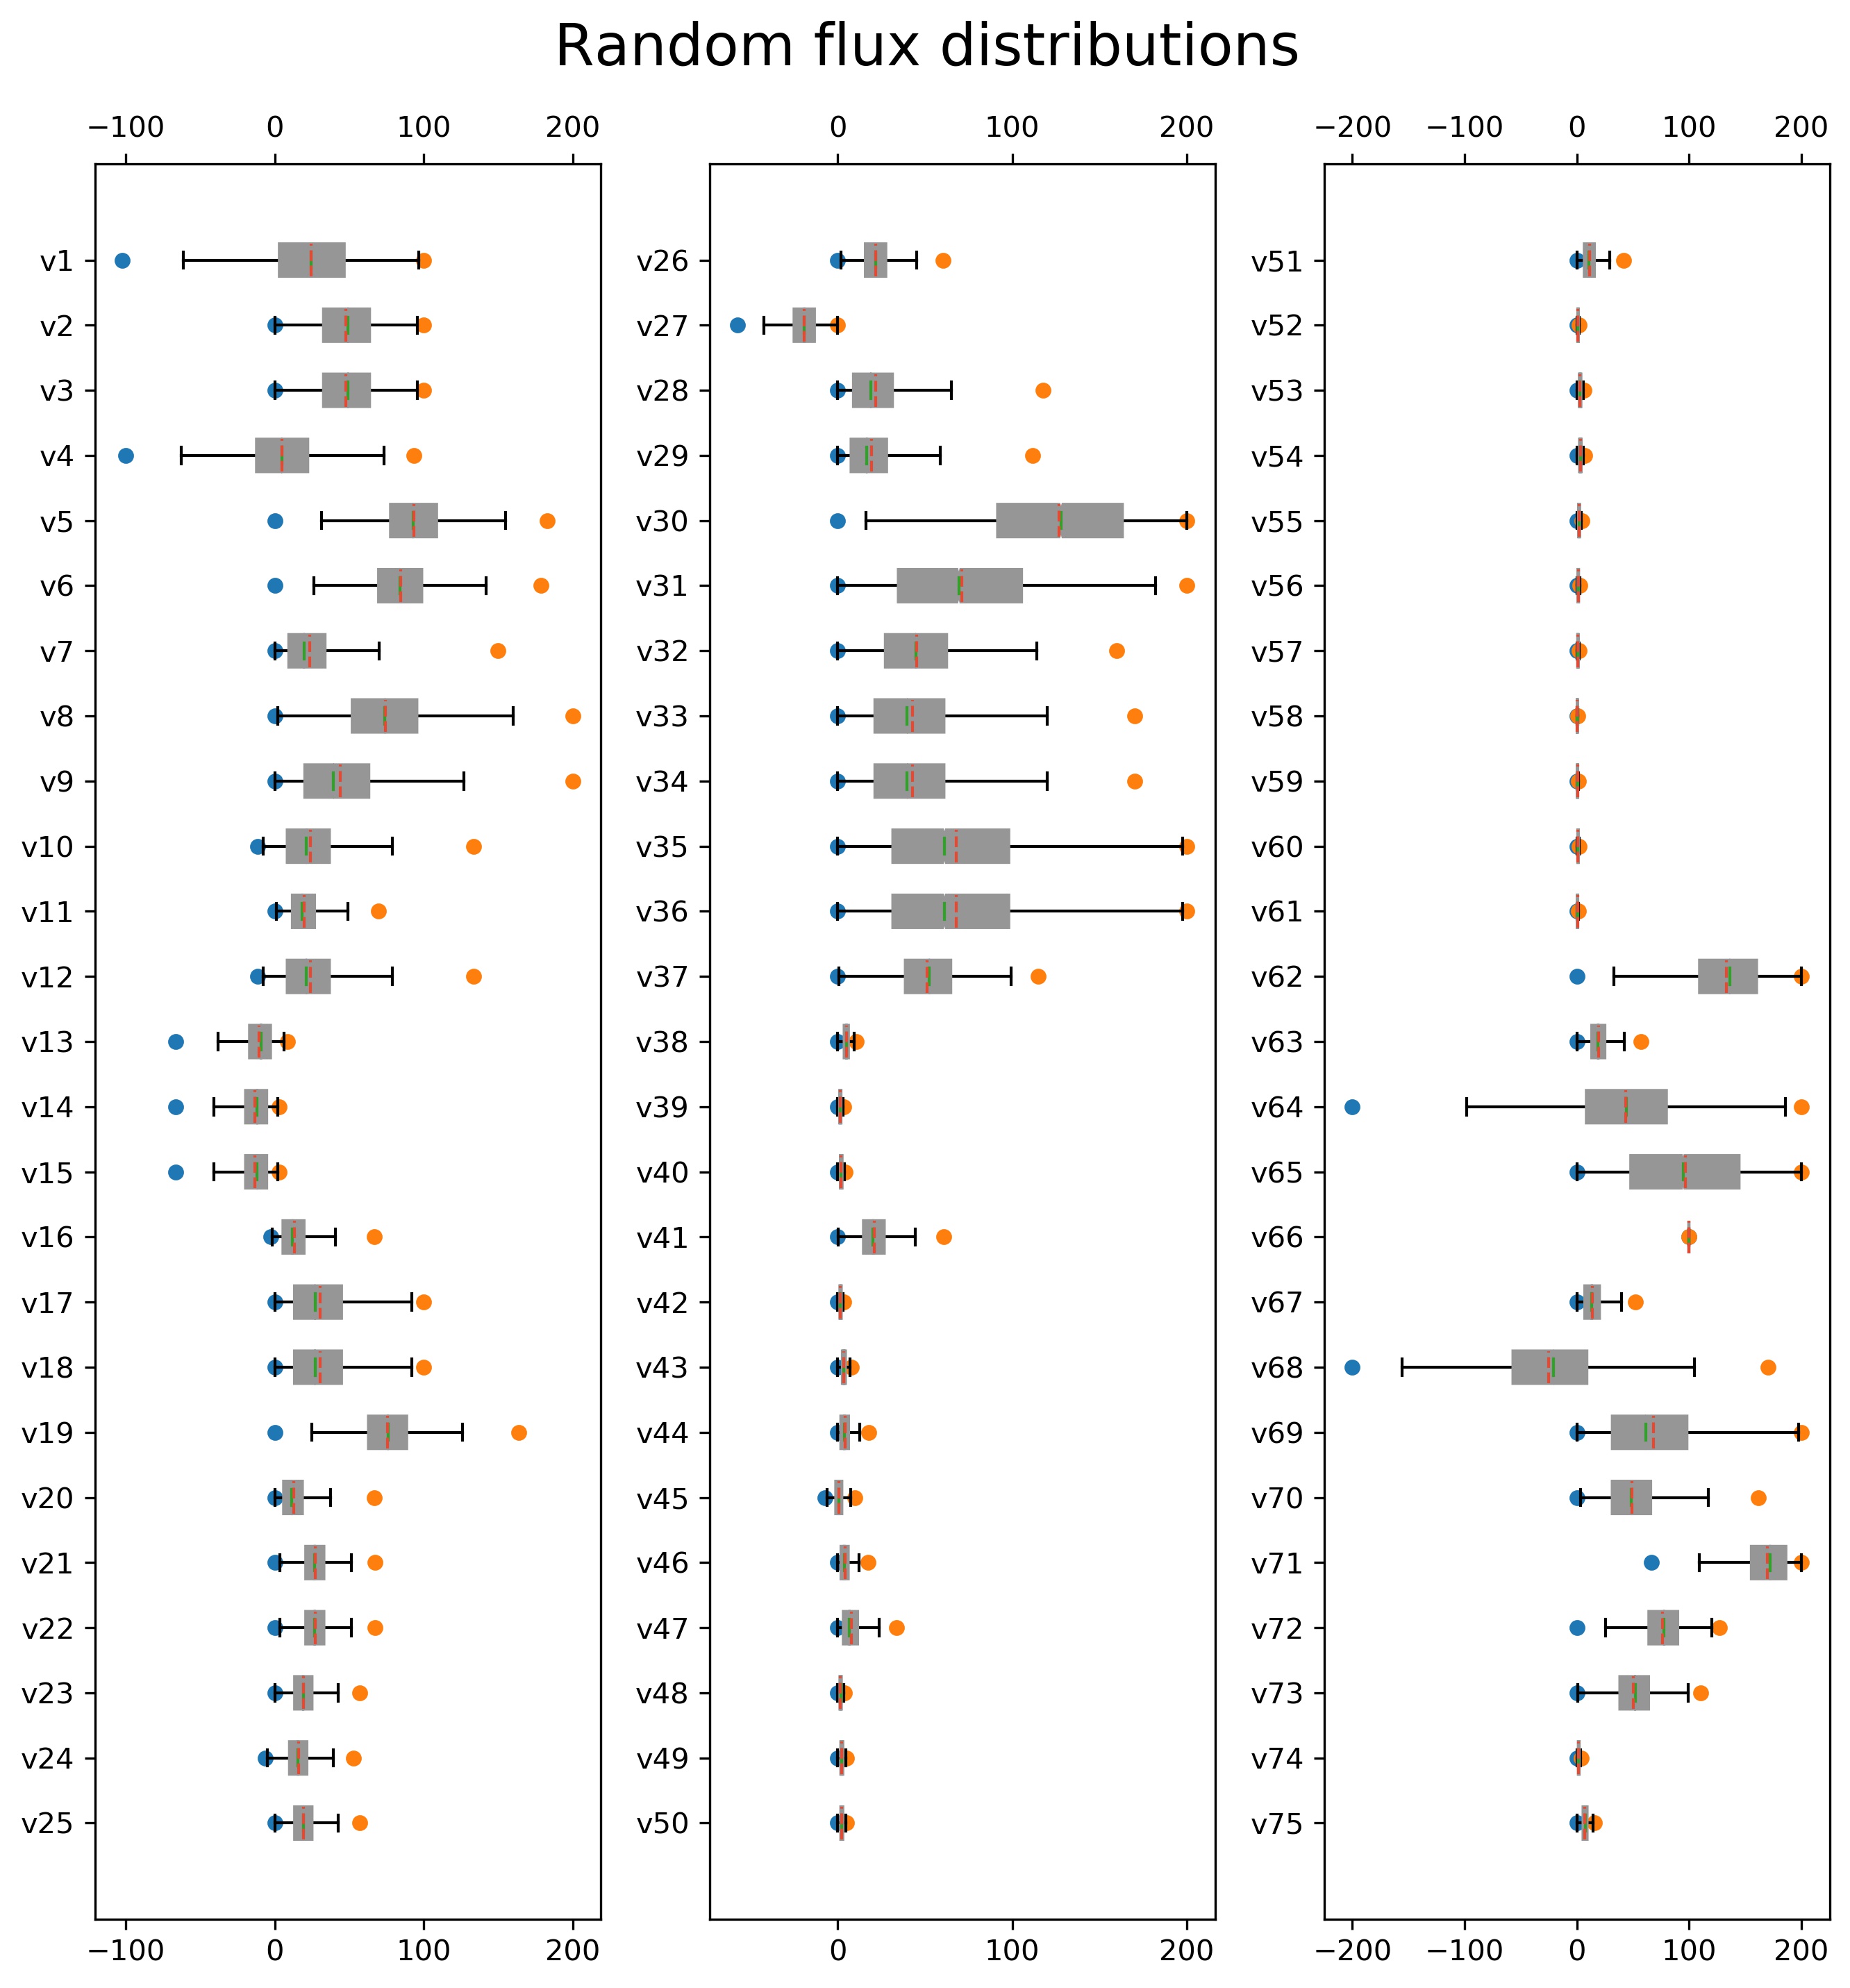 Random flux distributions
−100 0 100 200
0 100 200
−200 −100 0 100 200
v1 v26 v51
v2 v27 v52
v3 v28 v53
v4 v29 v54
v5 v30 v55
v6 v31 v56
v7 v32 v57
v8 v33 v58
v9 v34 v59
v10 v35 v60
v11 v36 v61
v12 v37 v62
v13 v38 v63
v14 v39 v64
v15 v40 v65
v16 v41 v66
v17 v42 v67
v18 v43 v68
v19 v44 v69
v20 v45 v70
v21 v46 v71
v22 v47 v72
v23 v48 v73
v24 v49 v74
v25 v50 v75
−100 0 100 200
0 100 200
−200 −100 0 100 200